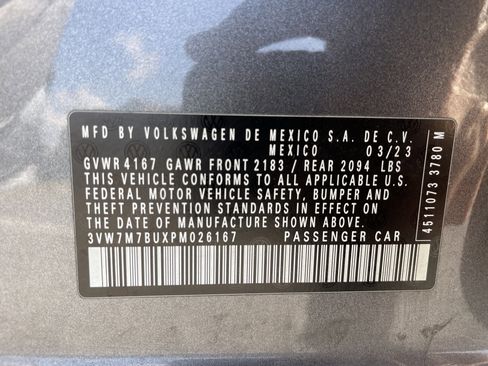 MFD BY VOLKSWAGEN DE MEXICO S.A. DE C.V.
MEXICO 03/23
GVWR 4167 GAWR FRONT 2183 / REAR 2094 LBS
THIS VEHICLE CONFORMS TO ALL APPLICABLE U.S.
FEDERAL MOTOR VEHICLE SAFETY, BUMPER AND
THEFT PREVENTION STANDARDS IN EFFECT ON
THE DATE OF MANUFACTURE SHOWN ABOVE.
3VW7M7BUXPM026167 PASSENGER CAR
4511073 3780 M